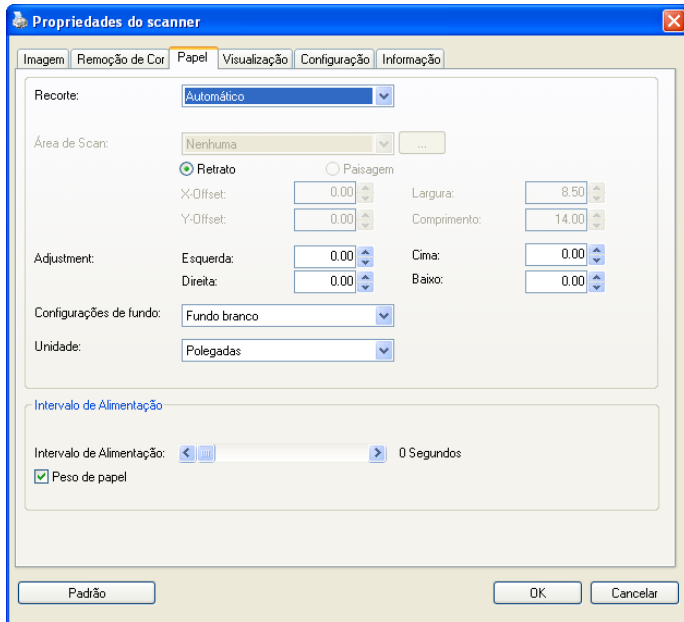 Propriedades do scanner
Imagem Remoção de Cor Papel Visualização Configuração Informação
Recorte: Automático
Área de Scan: Nenhuma ...
Retrato Paisagem
X-Offset: 0.00 Largura: 8.50
Y-Offset: 0.00 Comprimento: 14.00
Adjustment: Esquerda: 0.00 Cima: 0.00
Direita: 0.00 Baixo: 0.00
Configurações de fundo: Fundo branco
Unidade: Polegadas
Intervalo de Alimentação
Intervalo de Alimentação: 0 Segundos
Peso de papel
Padrão OK Cancelar